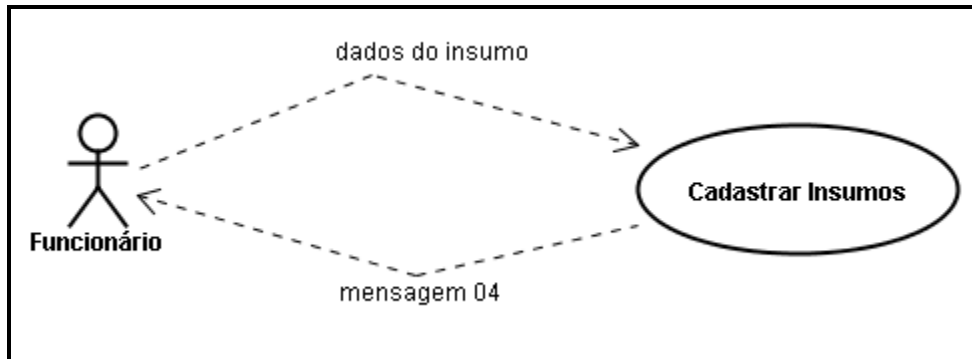 dados do insumo
Cadastrar Insumos
Funcionário
mensagem 04